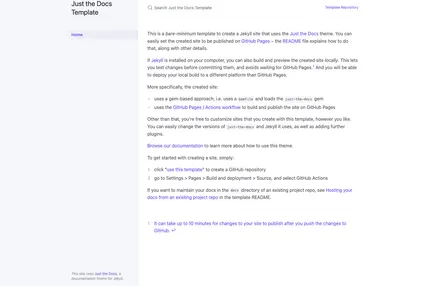 Just the Docs
Template
Search Just the Docs Template
Template Repository
Home
This is a bare-minimum template to create a Jekyll site that uses the Just the Docs theme. You can
easily set the created site to be published on GitHub Pages – the README file explains how to do
that, along with other details.
If Jekyll is installed on your computer, you can also build and preview the created site locally. This lets
you test changes before committing them, and avoids waiting for GitHub Pages.1 And you will be
able to deploy your local build to a different platform than GitHub Pages.
More specifically, the created site:
uses a gem-based approach, i.e. uses a Gemfile and loads the just-the-docs gem
uses the GitHub Pages / Actions workflow to build and publish the site on GitHub Pages
Other than that, you're free to customize sites that you create with this template, however you like.
You can easily change the versions of just-the-docs and Jekyll it uses, as well as adding further
plugins.
Browse our documentation to learn more about how to use this theme.
To get started with creating a site, simply:
1. click "use this template" to create a GitHub repository
2. go to Settings > Pages > Build and deployment > Source, and select GitHub Actions
If you want to maintain your docs in the docs directory of an existing project repo, see Hosting your
docs from an existing project repo in the template README.
1. It can take up to 10 minutes for changes to your site to publish after you push the changes to
GitHub. ↩
This site uses Just the Docs, a
documentation theme for Jekyll.